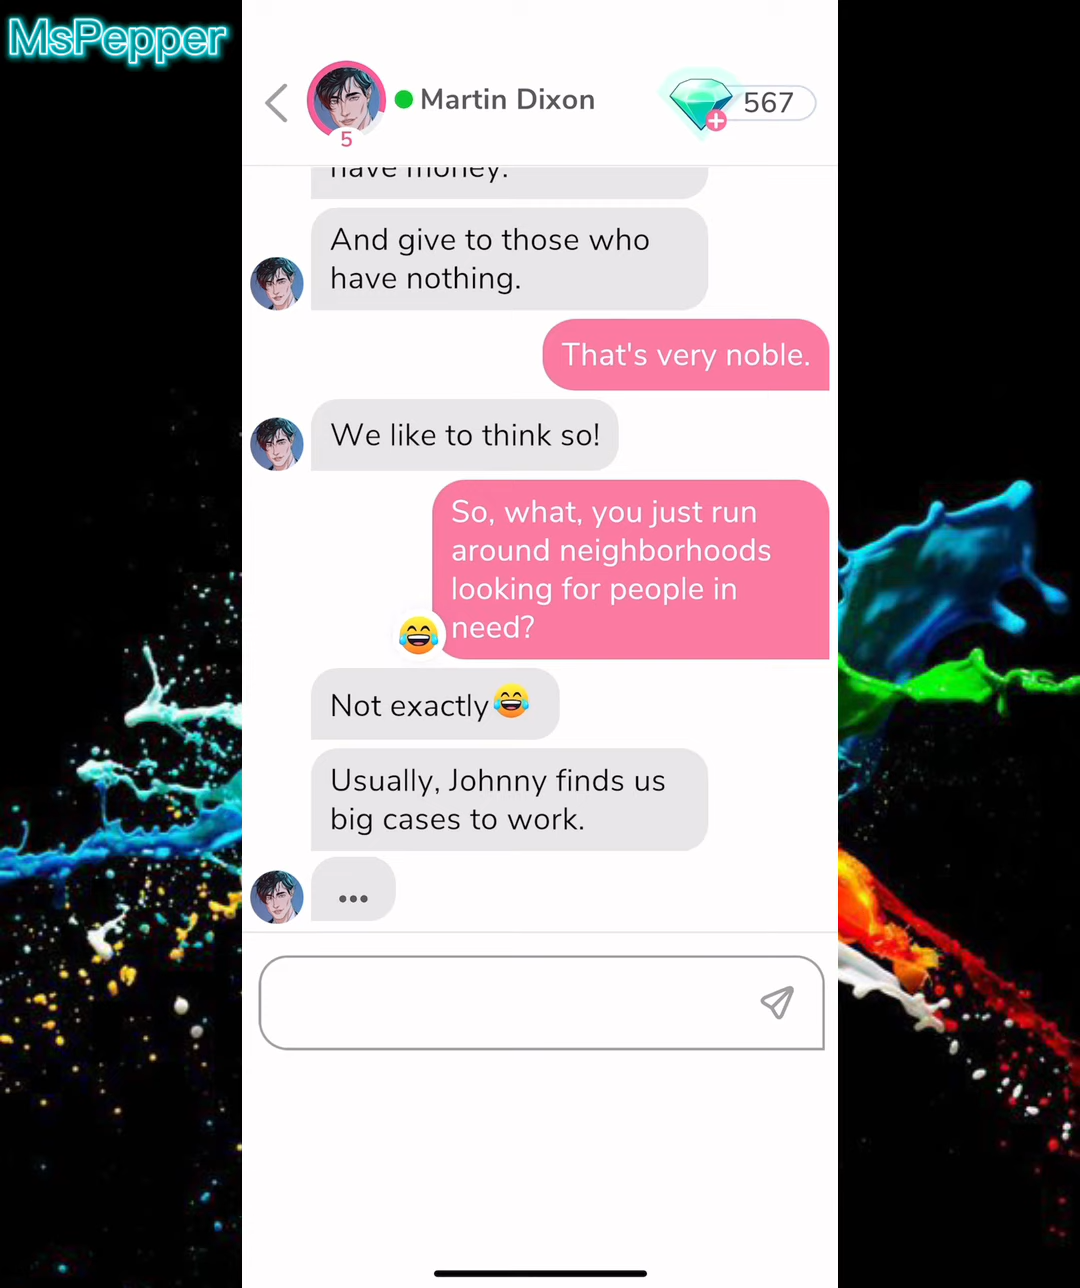 MsPepper
Martin Dixon
567
5
have money.
And give to those who
have nothing.
That's very noble.
We like to think so!
So, what, you just run
around neighborhoods
looking for people in
need?
Not exactly😂
Usually, Johnny finds us
big cases to work.
...